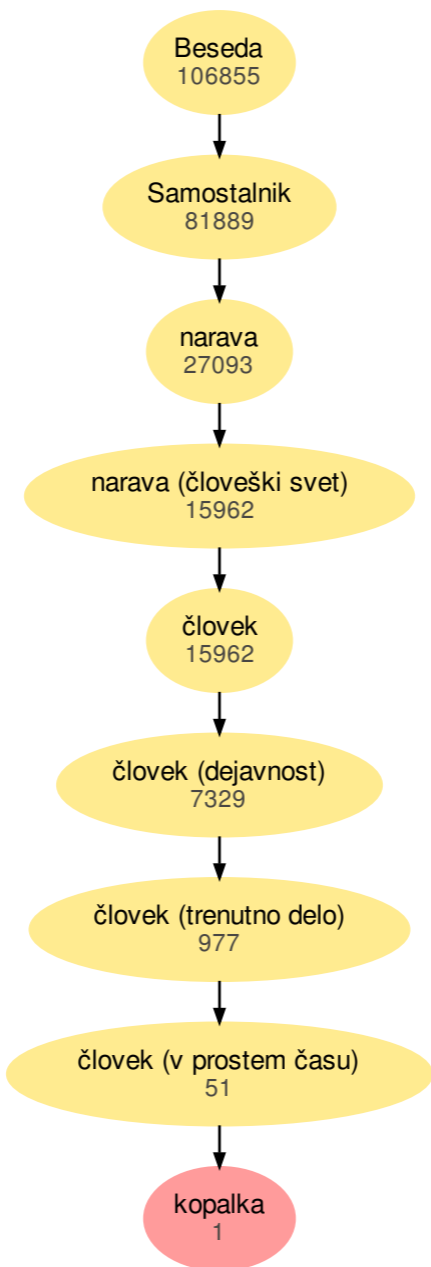 Beseda
106855
Samostalnik
81889
narava
27093
narava (človeški svet)
15962
človek
15962
človek (dejavnost)
7329
človek (trenutno delo)
977
človek (v prostem času)
51
kopalka
1